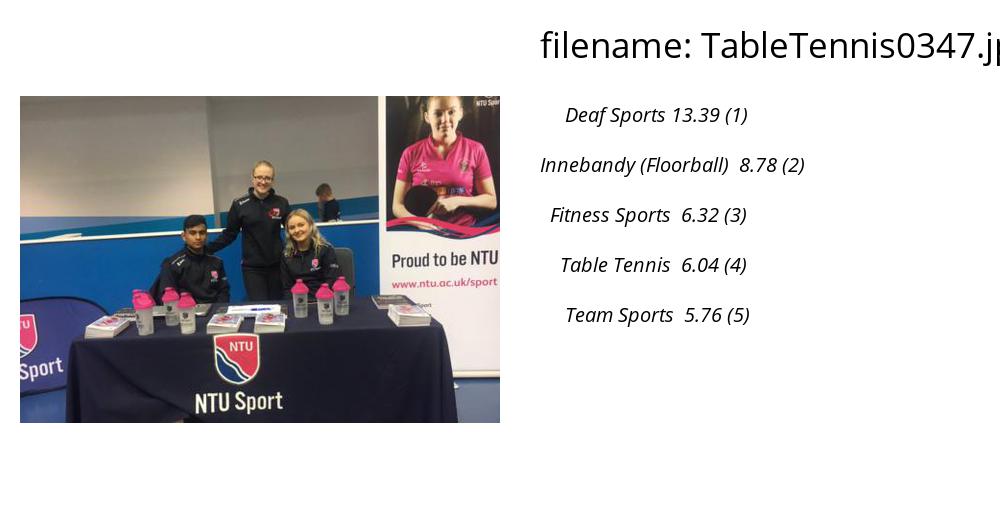 filename: TableTennis0347.j
Deaf Sports 13.39 (1)
Innebandy (Floorball) 8.78 (2)
Fitness Sports 6.32 (3)
Table Tennis 6.04 (4)
Team Sports 5.76 (5)
NTU Spor
Proud to be NTU
www.ntu.ac.uk/sport
NTU
NTU Sport
TU
Sport